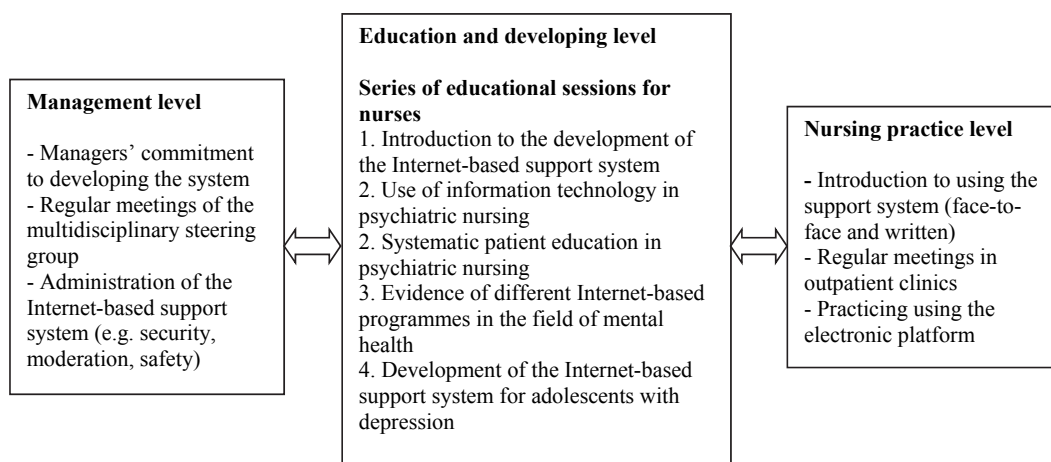 Management level
- Managers’ commitment
to developing the system
- Regular meetings of the
multidisciplinary steering
group
- Administration of the
Internet-based support
system (e.g. security,
moderation, safety)
Education and developing level
Series of educational sessions for
nurses
1. Introduction to the development of
the Internet-based support system
2. Use of information technology in
psychiatric nursing
2. Systematic patient education in
psychiatric nursing
3. Evidence of different Internet-based
programmes in the field of mental
health
4. Development of the Internet-based
support system for adolescents with
depression
Nursing practice level
- Introduction to using the
support system (face-to-
face and written)
- Regular meetings in
outpatient clinics
- Practicing using the
electronic platform